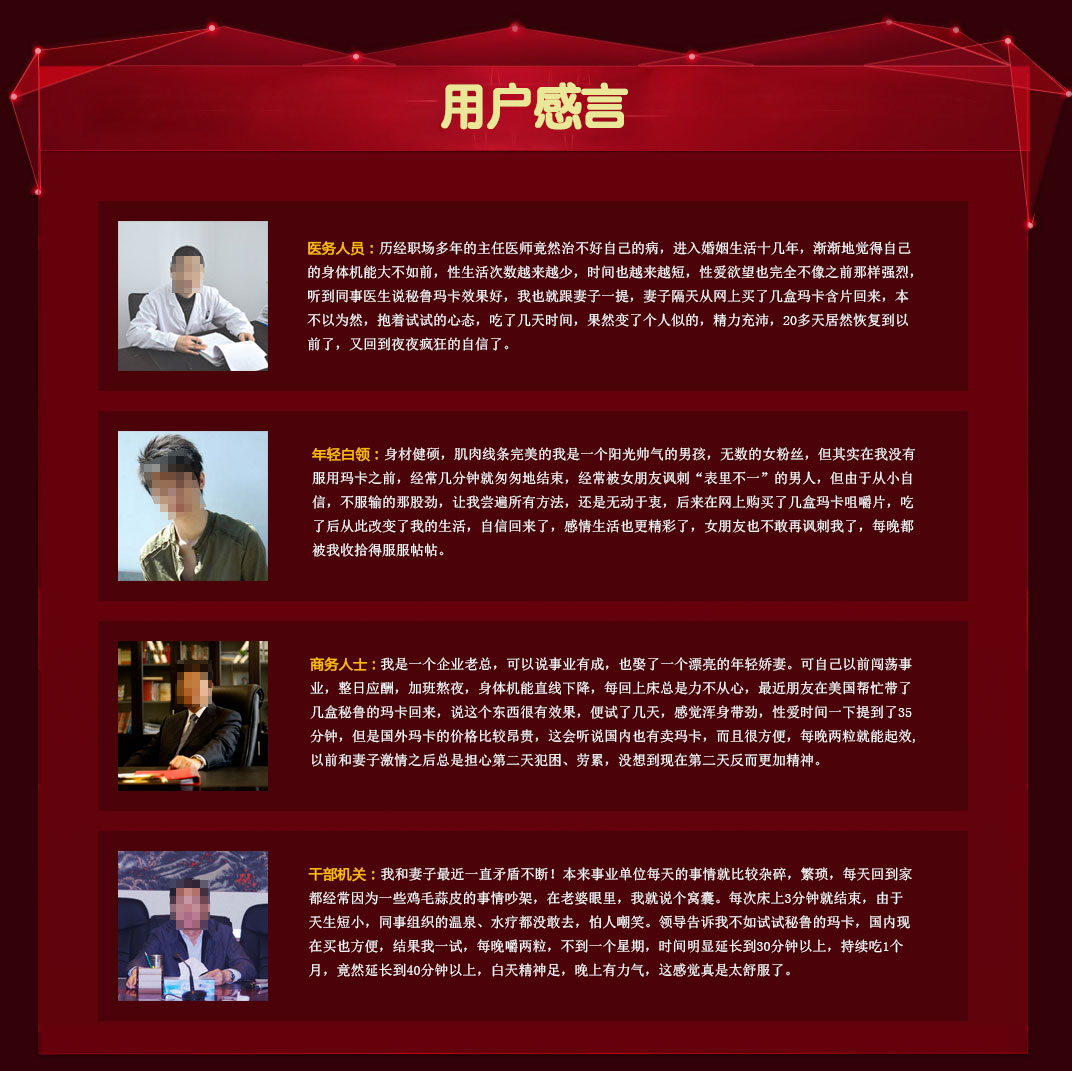 用户感言
医务人员：历经职场多年的主任医师竟然治不好自己的病，进入婚姻生活十几年，渐渐地觉得自己
的身体机能大不如前，性生活次数越来越少，时间也越来越短，性爱欲望也完全不像之前那样强烈，
听到同事医生说秘鲁玛卡效果好，我也就跟妻子一提，妻子隔天从网上买了几盒玛卡含片回来，本
不以为然，抱着试试的心态，吃了几天时间，果然变了个人似的，精力充沛，20多天居然恢复到以
前了，又回到夜夜疯狂的自信了。
年轻白领：身材健硕，肌肉线条完美的我是一个阳光帅气的男孩，无数的女粉丝，但其实在我没有
服用玛卡之前，经常几分钟就匆匆地结束，经常被女朋友讽刺“表里不一”的男人，但由于从小自
信，不服输的那股劲，让我尝遍所有方法，还是无动于衷，后来在网上购买了几盒玛卡咀嚼片，吃
了后从此改变了我的生活，自信回来了，感情生活也更精彩了，女朋友也不敢再讽刺我了，每晚都
被我收拾得服服帖帖。
商务人士：我是一个企业老总，可以说事业有成，也娶了一个漂亮的年轻娇妻。可自己以前闯荡事
业，整日应酬，加班熬夜，身体机能直线下降，每回上床总是力不从心，最近朋友在美国帮忙带了
几盒秘鲁的玛卡回来，说这个东西很有效果，便试了几天，感觉浑身带劲，性爱时间一下提到了35
分钟，但是国外玛卡的价格比较昂贵，这会听说国内也有卖玛卡，而且很方便，每晚两粒就能起效，
以前和妻子激情之后总是担心第二天犯困、劳累，没想到现在第二天反而更加精神。
干部机关：我和妻子最近一直矛盾不断！本来事业单位每天的事情就比较杂碎，繁琐，每天回到家
都经常因为一些鸡毛蒜皮的事情吵架，在老婆眼里，我就说个窝囊。每次床上3分钟就结束，由于
天生短小，同事组织的温泉、水疗都没敢去，怕人嘲笑。领导告诉我不如试试秘鲁的玛卡，国内现
在买也方便，结果我一试，每晚嚼两粒，不到一个星期，时间明显延长到30分钟以上，持续吃1个
月，竟然延长到40分钟以上，白天精神足，晚上有力气，这感觉真是太舒服了。